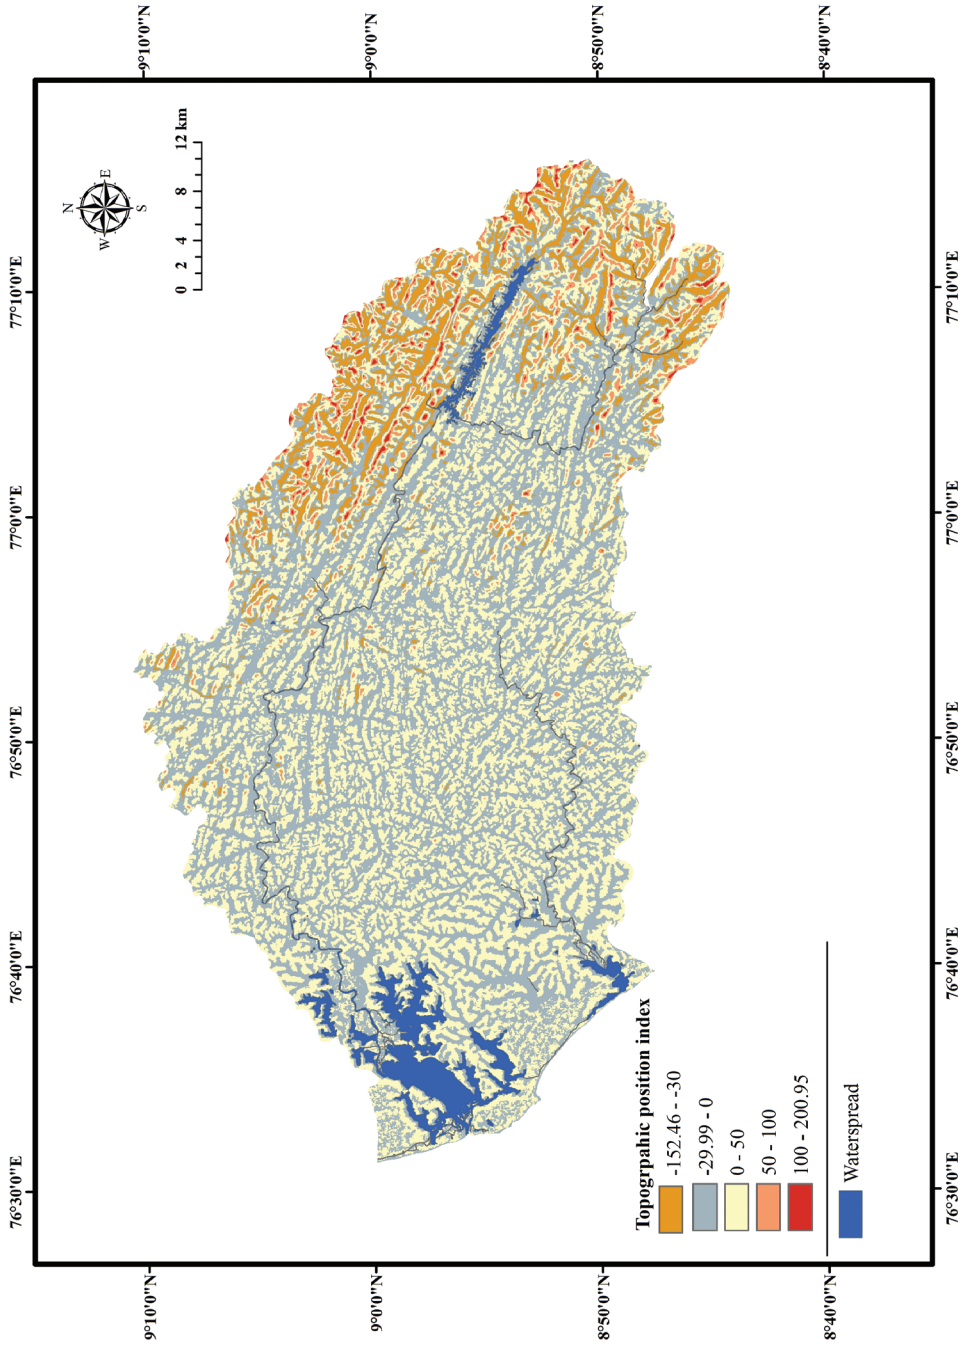 76°30'0"E
76°40'0"E
76°50'0"E
77°0'0"E
77°10'0"E
9°10'0"N
9°10'0"N
9°0'0"N
9°0'0"N
8°50'0"N
8°50'0"N
8°40'0"N
8°40'0"N
N
W
E
S
0 2 4 8 12 km
Topogrpahic position index
-152.46 - -30
-29.99 - 0
0 - 50
50 - 100
100 - 200.95
Waterspread
76°30'0"E
76°40'0"E
76°50'0"E
77°0'0"E
77°10'0"E